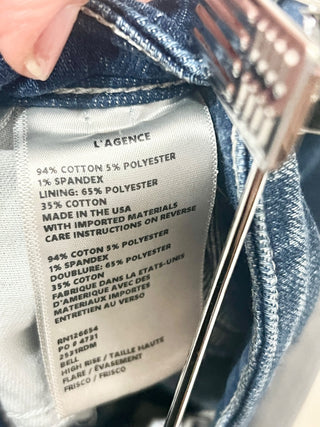 L'AGENCE
94% COTTON 5% POLYESTER
1% SPANDEX
LINING: 65% POLYESTER
35% COTTON
MADE IN THE USA
WITH IMPORTED MATERIALS
CARE INSTRUCTIONS ON REVERSE
94% COTTON 5% POLYESTER
1% SPANDEX
DOUBLURE: 65% POLYESTER
35% COTON
FABRIQUE DANS LA ETATS-UNIS
D'AMERIQUE AVEC DES
MATERIAUX IMPORTES
ENTRETIEN AU VERSO
RN126654
PO # 4731
2531RDM
BELL
HIGH RISE / TAILLE HAUTE
FLARE / ÉVASEMENT
FRISCO / FRISCO